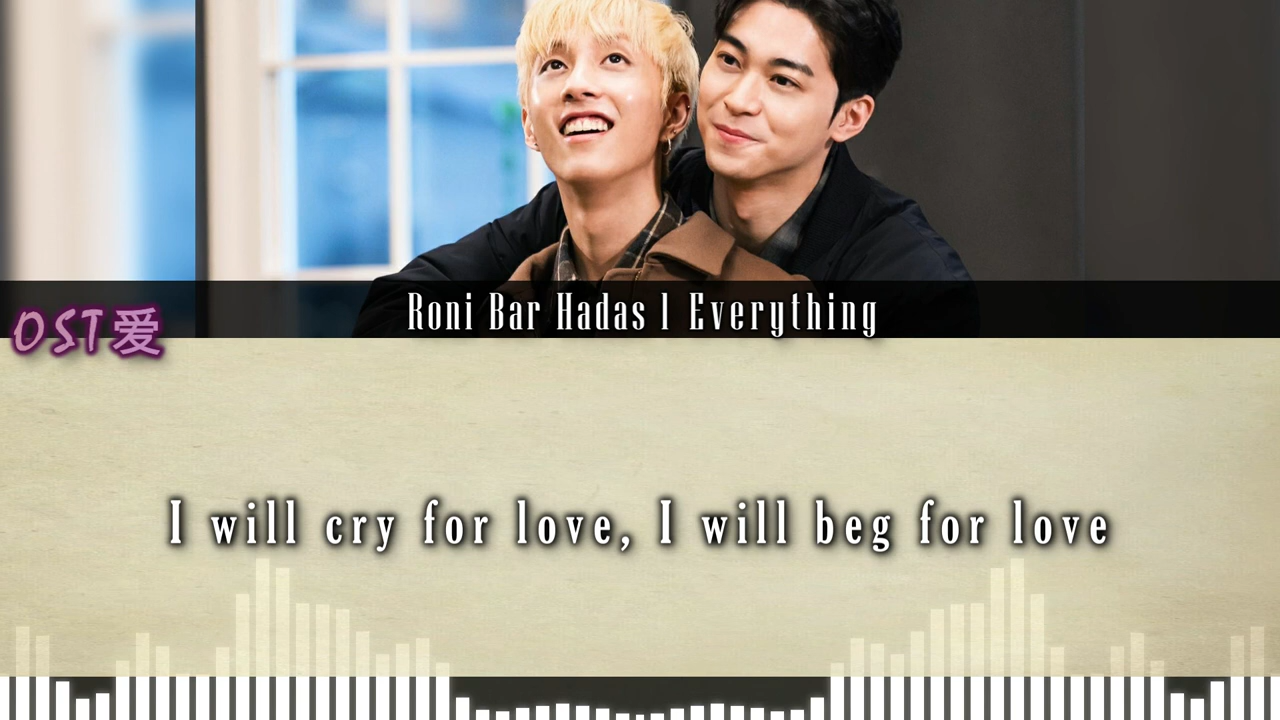 Roni Bar Hadas l Everything
OST爱
I will cry for love, I will beg for love